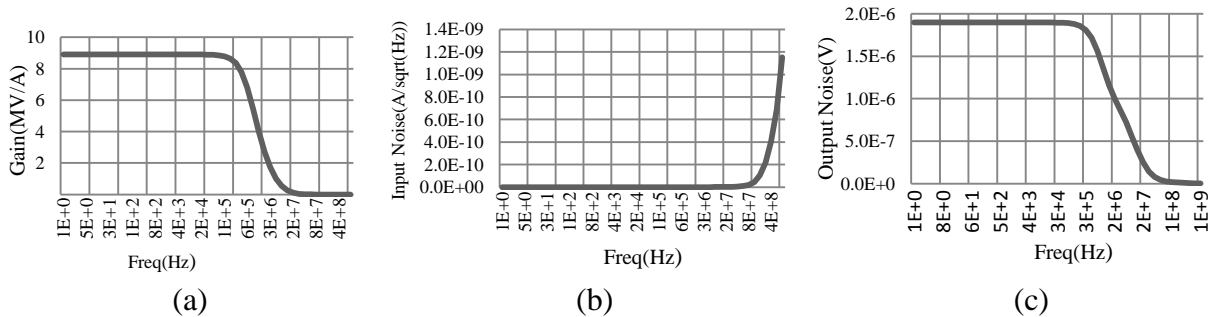 10
8
6
4
2
Gain(MV/A)
1E+0
5E+0
1E+1
1E+2
8E+2
4E+3
2E+4
1E+5
6E+5
3E+6
2E+7
8E+7
4E+8
Freq(Hz)
(a)
1.4E-09
1.2E-09
1.0E-09
8.0E-10
6.0E-10
4.0E-10
2.0E-10
0.0E+00
Input Noise(A/sqrt(Hz))
1E+0
5E+0
1E+1
1E+2
8E+2
4E+3
2E+4
1E+5
6E+5
3E+6
2E+7
8E+7
4E+8
Freq(Hz)
(b)
2.0E-6
1.5E-6
1.0E-6
5.0E-7
0.0E+0
Output Noise(V)
1E+0
8E+0
6E+1
5E+2
4E+3
3E+4
3E+5
2E+6
2E+7
1E+8
1E+9
Freq(Hz)
(c)